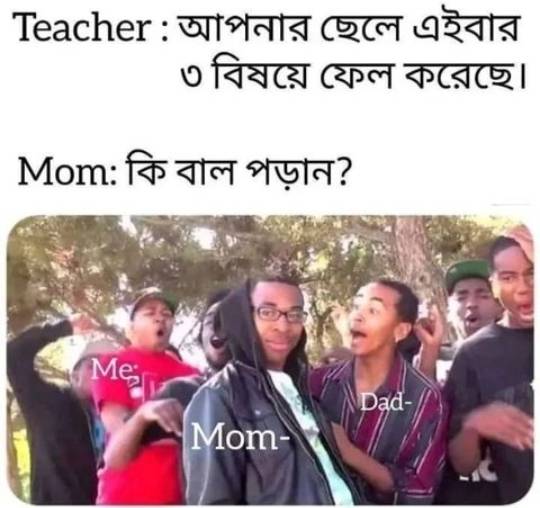 Teacher : আপনার ছেলে এইবার
৩ বিষয়ে ফেল করেছে।
Mom: কি বাল পড়ান?
Me:
Dad-
Mom-